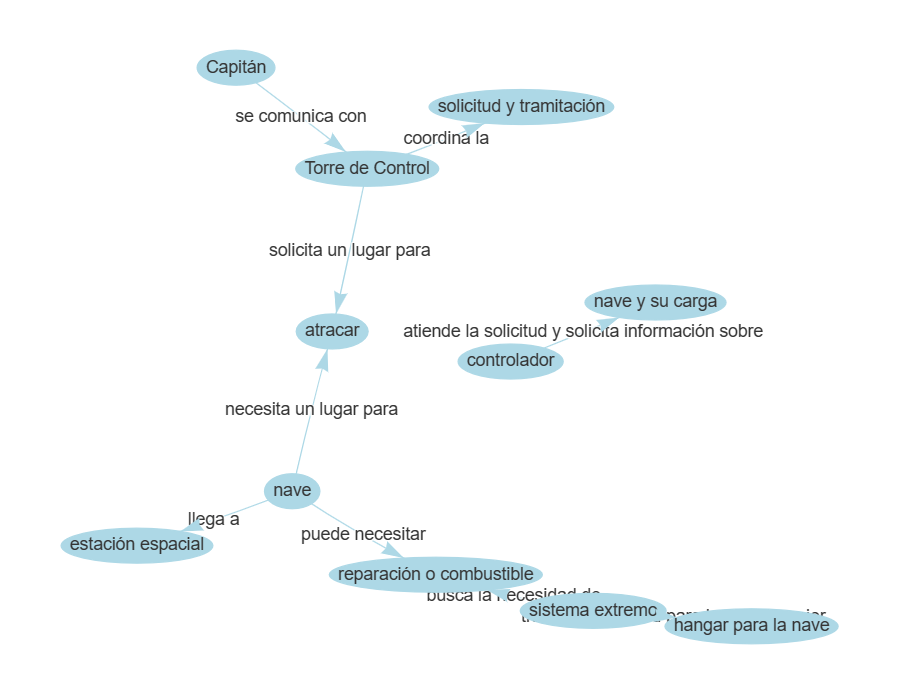 Capitán
se comunica con
solicitud y tramitación
coordina la
Torre de Control
solicita un lugar para
atracar
nave y su carga
atiende la solicitud y solicita información sobre
controlador
necesita un lugar para
nave
llega a
estación espacial
puede necesitar
reparación o combustible
busca la necesidad de
sistema extremo
hangar para la nave